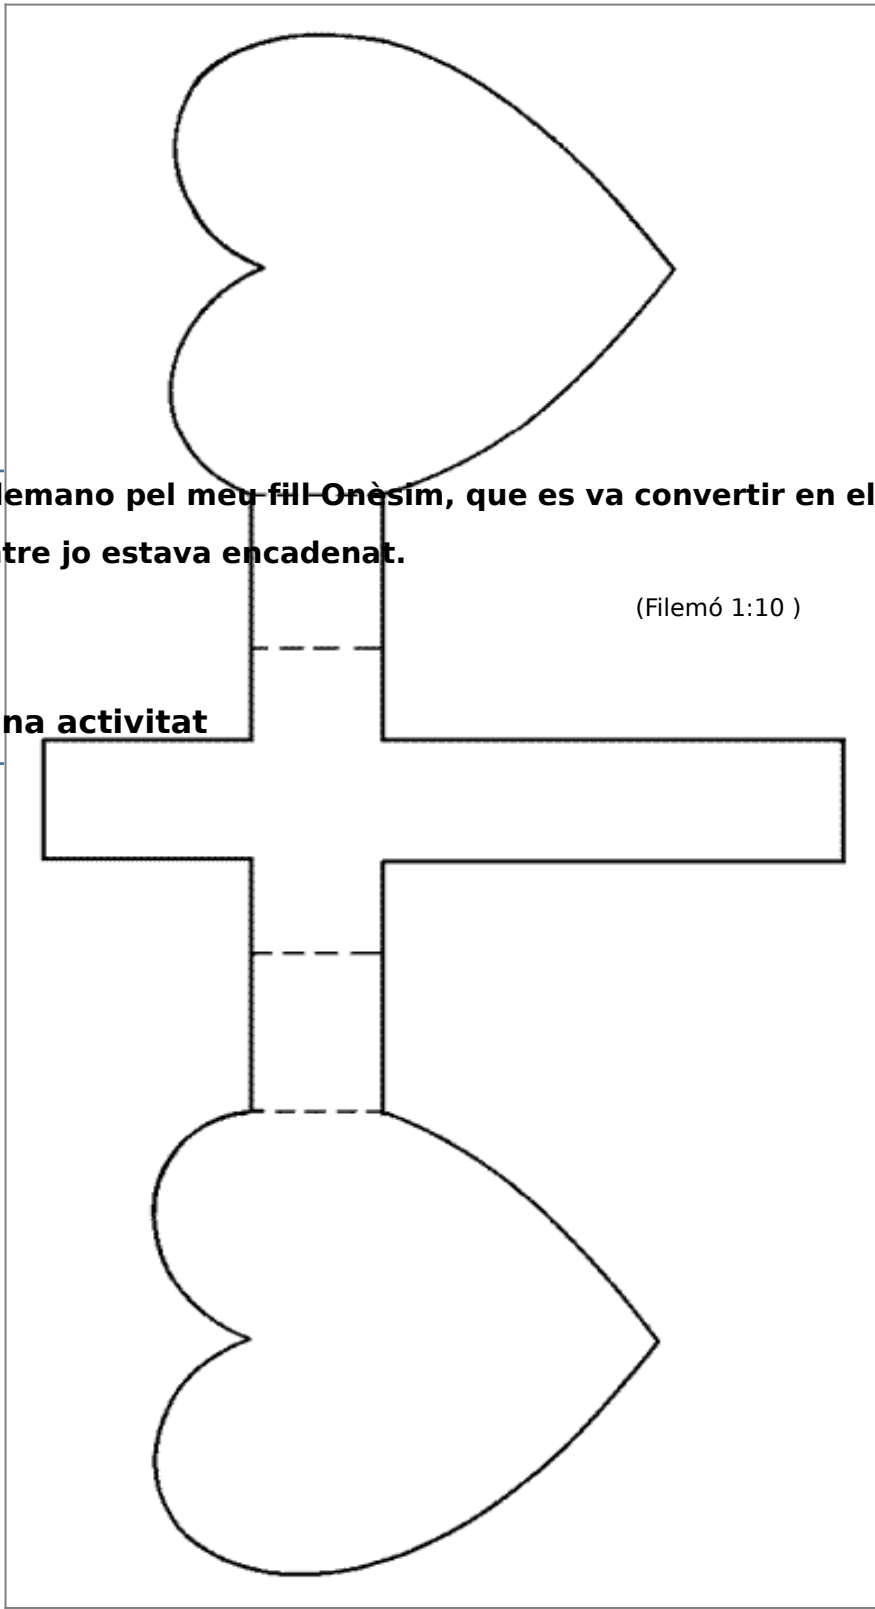 emano pel meu fill Onèsim, que es va convertir en el
tre jo estava encadenat.
(Filemó 1:10 )
na activitat